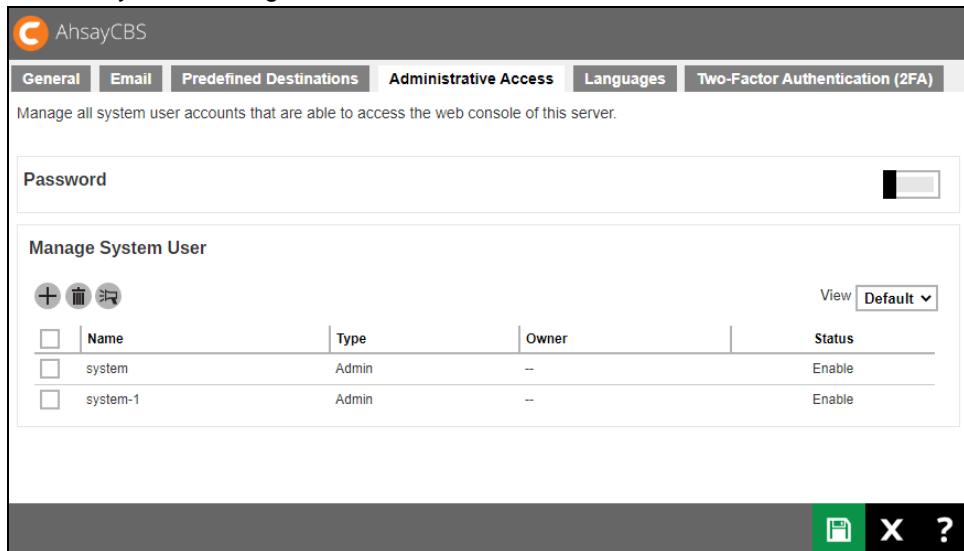 AhsayCBS
General Email Predefined Destinations Administrative Access Languages Two-Factor Authentication (2FA)
Manage all system user accounts that are able to access the web console of this server.
Password
Manage System User
View Default
Name Type Owner Status
system Admin -- Enable
system-1 Admin -- Enable
X ?